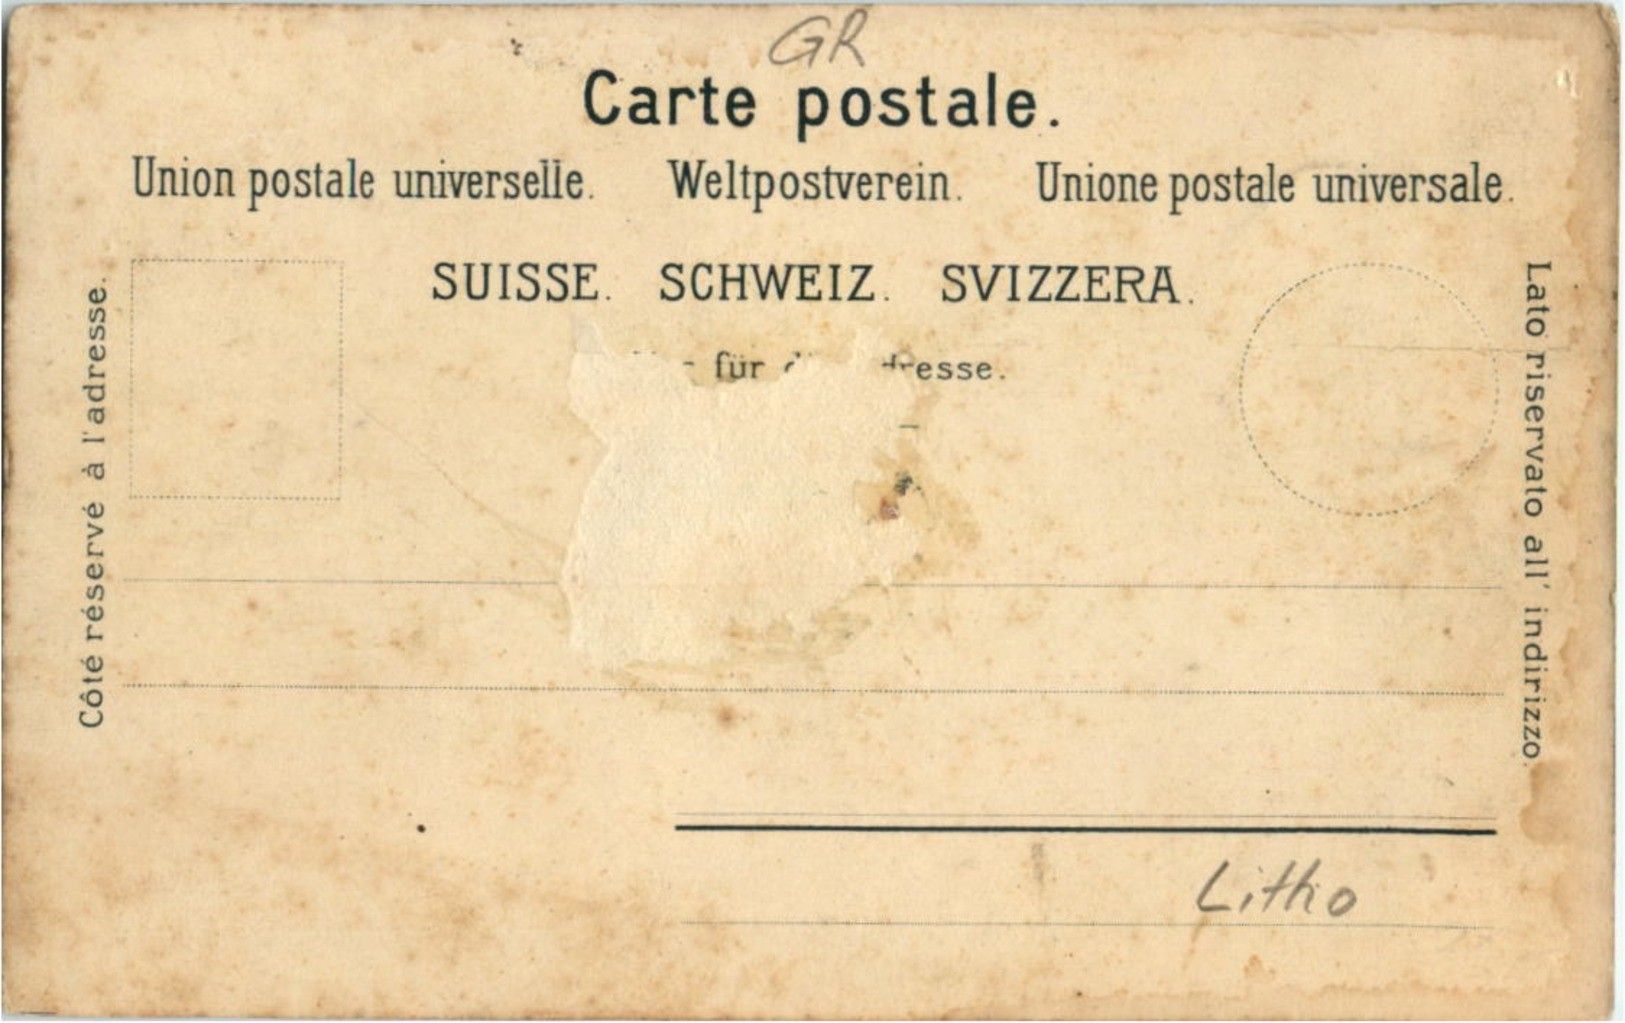 GR
Carte postale.
Union postale universelle. Weltpostverein. Unione postale universale.
SUISSE. SCHWEIZ. SVIZZERA.
für
Côté réservé à l'adresse.
Lato riservato all' indirizzo.
Litho